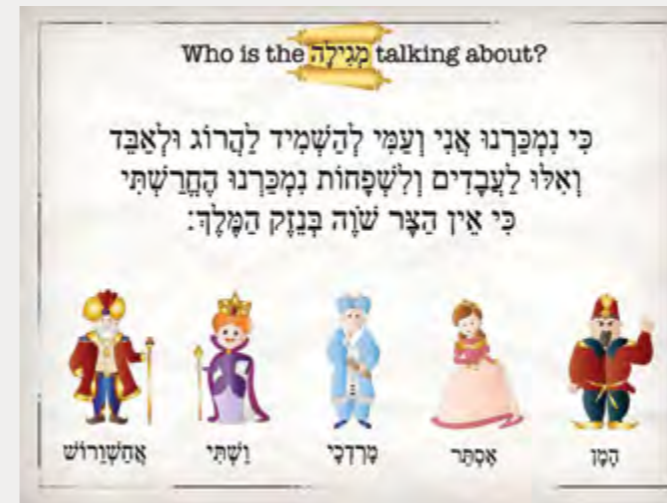 Who is the מְגִילָה talking about?
כִּי נִמְכַּרְנוּ אֲנִי וְעַמִּי לְהַשְׁמִיד לַהֲרוֹג וּלְאַבֵּד
וְאִלּוּ לַעֲבָדִים וְלִשְׁפָחוֹת נִמְכַּרְנוּ הֶחֱרַשְׁתִּי
כִּי אֵין הַצָּר שֹׁוֶה בְּנֵזֶק הַמֶּלֶךְ׃
אֲחַשְׁוֵרוֹשׁ וַשְׁתִּי מָרְדֳּכַי אֶסְתֵּר הָמָן